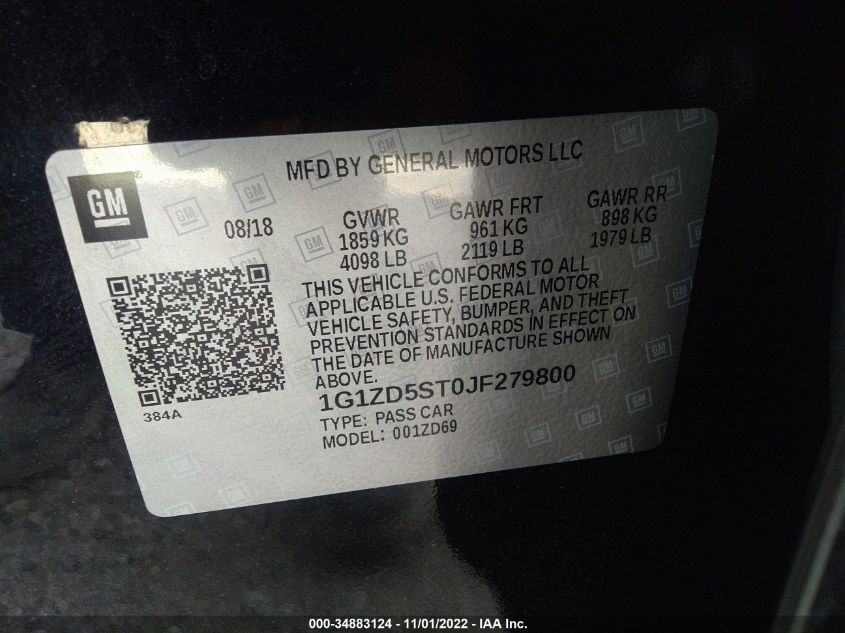 MFD BY GENERAL MOTORS LLC
GM
08/18
GVWR
1859 KG
4098 LB
GAWR FRT
961 KG
2119 LB
GAWR RR
898 KG
1979 LB
THIS VEHICLE CONFORMS TO ALL
APPLICABLE U.S. FEDERAL MOTOR
VEHICLE SAFETY, BUMPER, AND THEFT
PREVENTION STANDARDS IN EFFECT ON
THE DATE OF MANUFACTURE SHOWN
ABOVE.
1G1ZD5ST0JF279800
TYPE: PASS CAR
MODEL: 001ZD69
384A
000-34883124 - 11/01/2022 - IAA Inc.